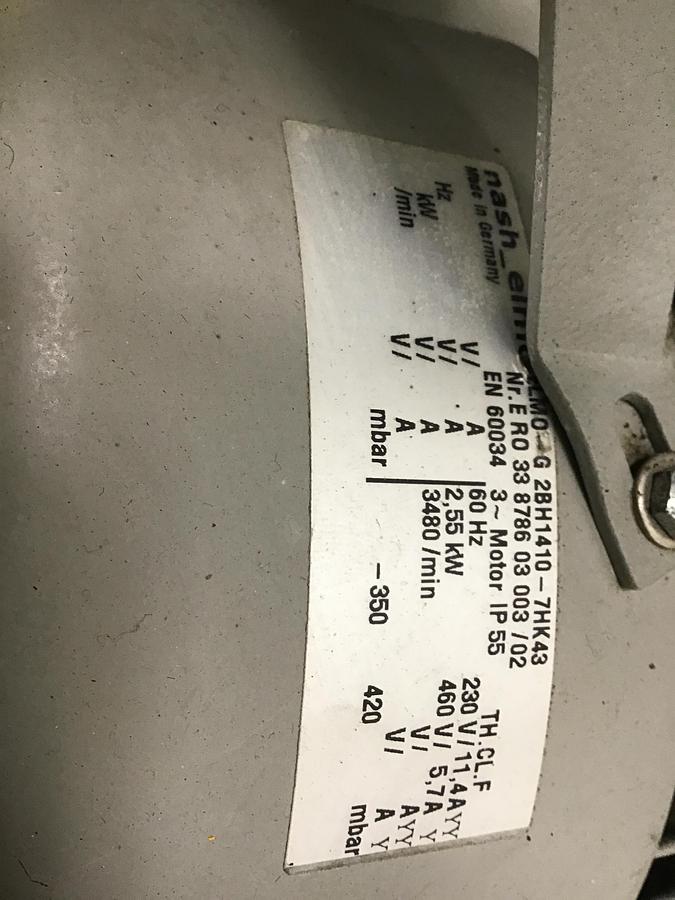 nash_elmo
Made in Germany
ELMO-G 2BH1410-7HK43
Nr.E RO 33 8786 03 003 /02
EN 60034 3~ Motor IP 55 TH.CL.F
Hz V/ A 60 Hz 230 V/11,4 A YY
kW V/ A 2,55 kW 460 V/ 5,7 A Y
/min V/ A 3480 /min V/ A YY
V/ A V/ A Y
mbar -350 420 mbar